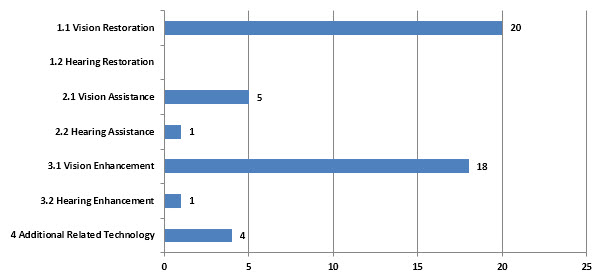 1.1 Vision Restoration 20
1.2 Hearing Restoration
2.1 Vision Assistance 5
2.2 Hearing Assistance 1
3.1 Vision Enhancement 18
3.2 Hearing Enhancement 1
4 Additional Related Technology 4
0 5 10 15 20 25